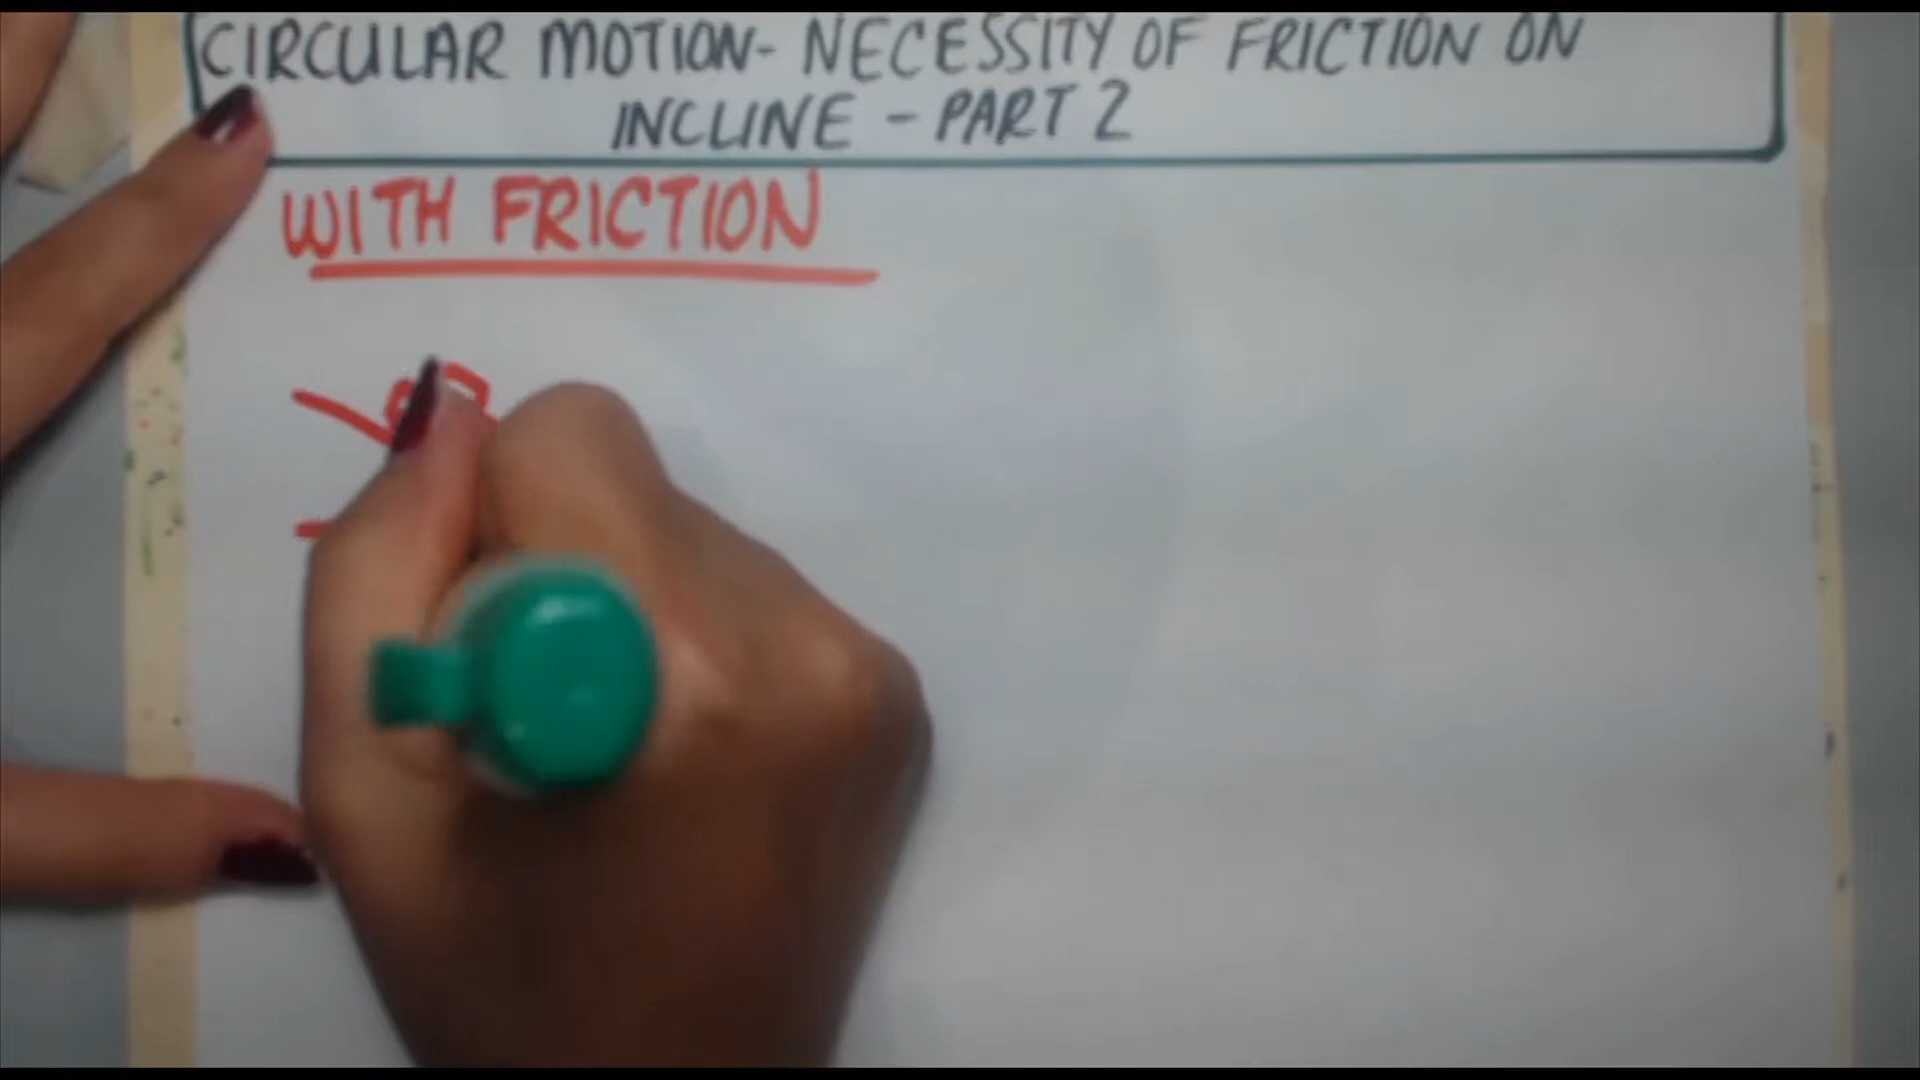 CIRCULAR MOTION- NECESSITY OF FRICTION ON
INCLINE - PART 2
WITH FRICTION